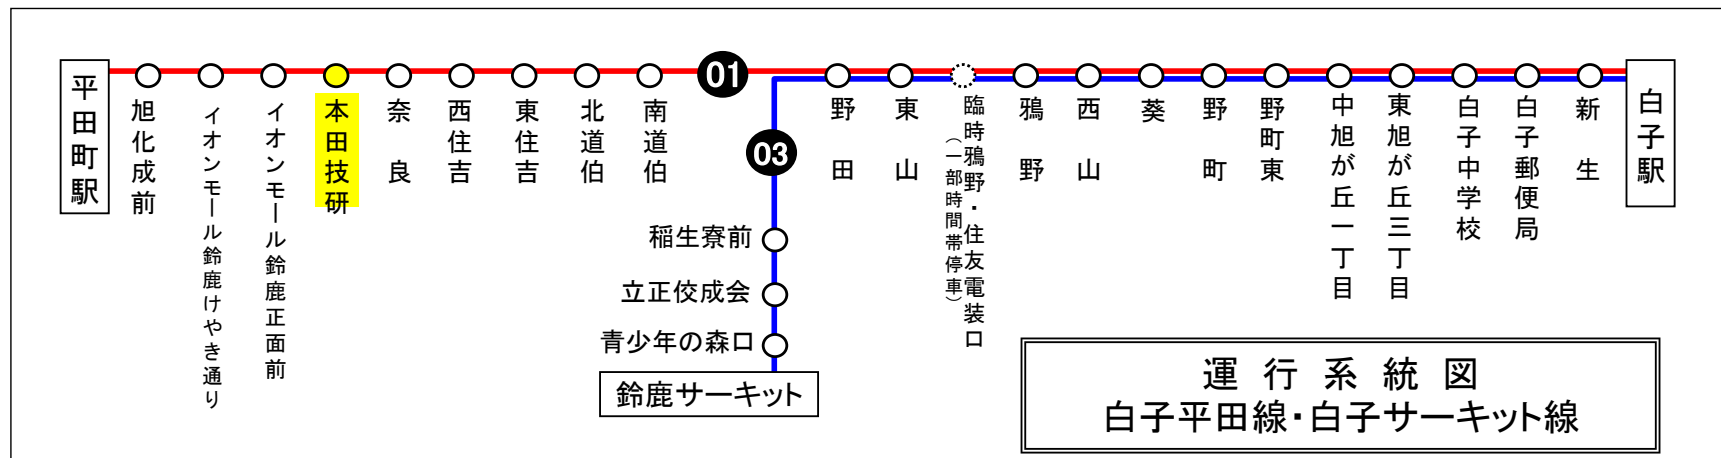 平田町駅
旭化成前
イオンモール鈴鹿けやき通り
イオンモール鈴鹿正面前
本田技研
奈良
西住吉
東住吉
北道伯
南道伯
01
03
野田
東山
臨時鴉野・住友電装口
（一部時間帯停車）
鴉野
西山
葵
野町
野町東
中旭が丘一丁目
東旭が丘三丁目
白子中学校
白子郵便局
新生
白子駅
稲生寮前
立正佼成会
青少年の森口
鈴鹿サーキット
運行系統図
白子平田線・白子サーキット線